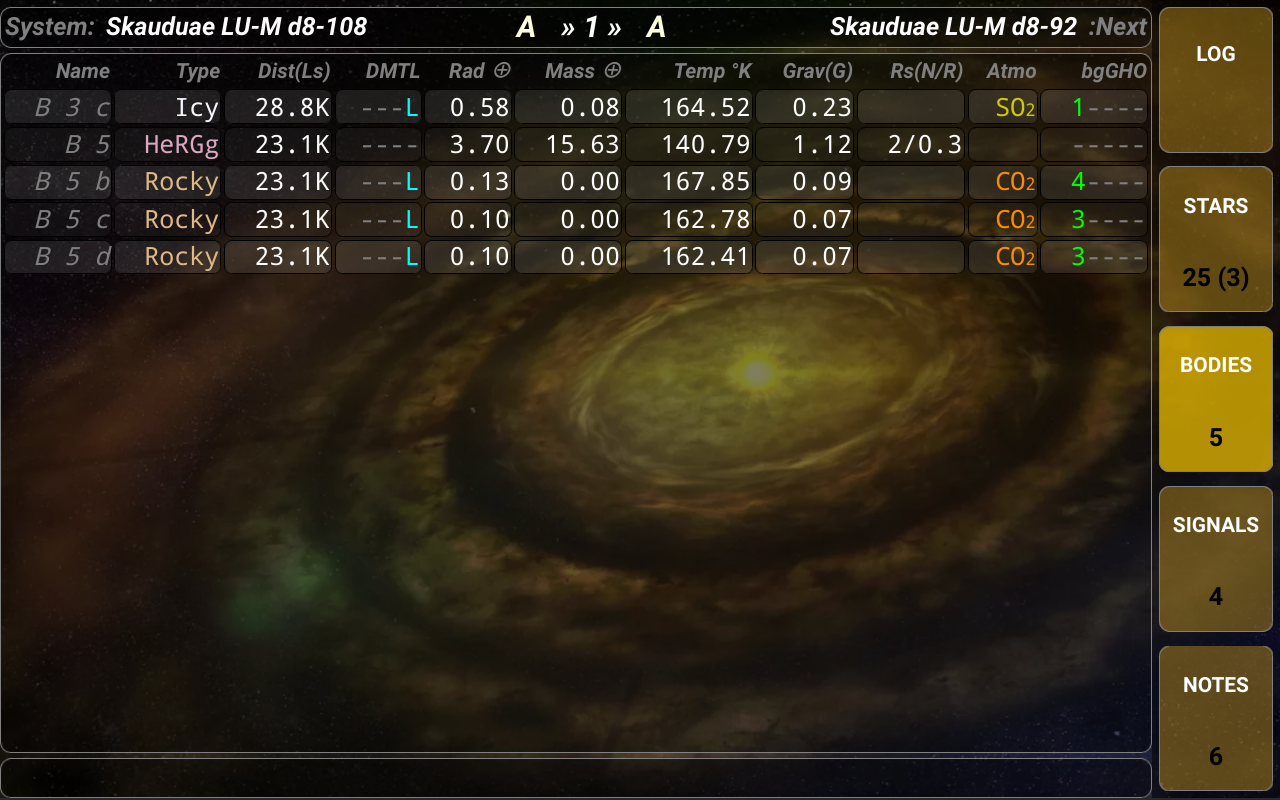 System: Skauduae LU-M d8-108 A » 1 » A Skauduae LU-M d8-92 :Next
Name Type Dist(Ls) DMTL Rad ⊕ Mass ⊕ Temp °K Grav(G) Rs(N/R) Atmo bgGHO
B 3 c Icy 28.8K ---L 0.58 0.08 164.52 0.23 SO2 1----
B 5 HeRGg 23.1K ---- 3.70 15.63 140.79 1.12 2/0.3 -----
B 5 b Rocky 23.1K ---L 0.13 0.00 167.85 0.09 CO2 4----
B 5 c Rocky 23.1K ---L 0.10 0.00 162.78 0.07 CO2 3----
B 5 d Rocky 23.1K ---L 0.10 0.00 162.41 0.07 CO2 3----
LOG
STARS
25 (3)
BODIES
5
SIGNALS
4
NOTES
6